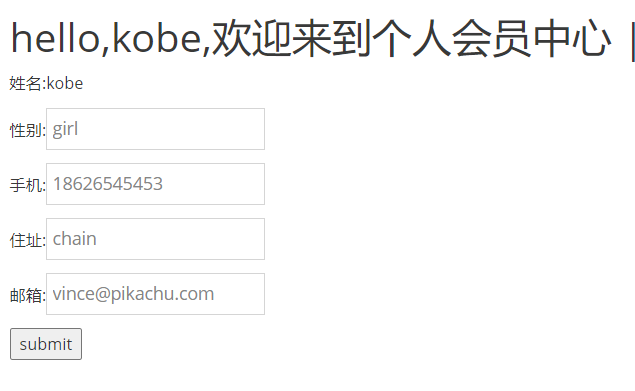 hello,kobe,欢迎来到个人会员中心 |
姓名:kobe
性别:girl
手机:18626545453
住址:chain
邮箱:vince@pikachu.com
submit